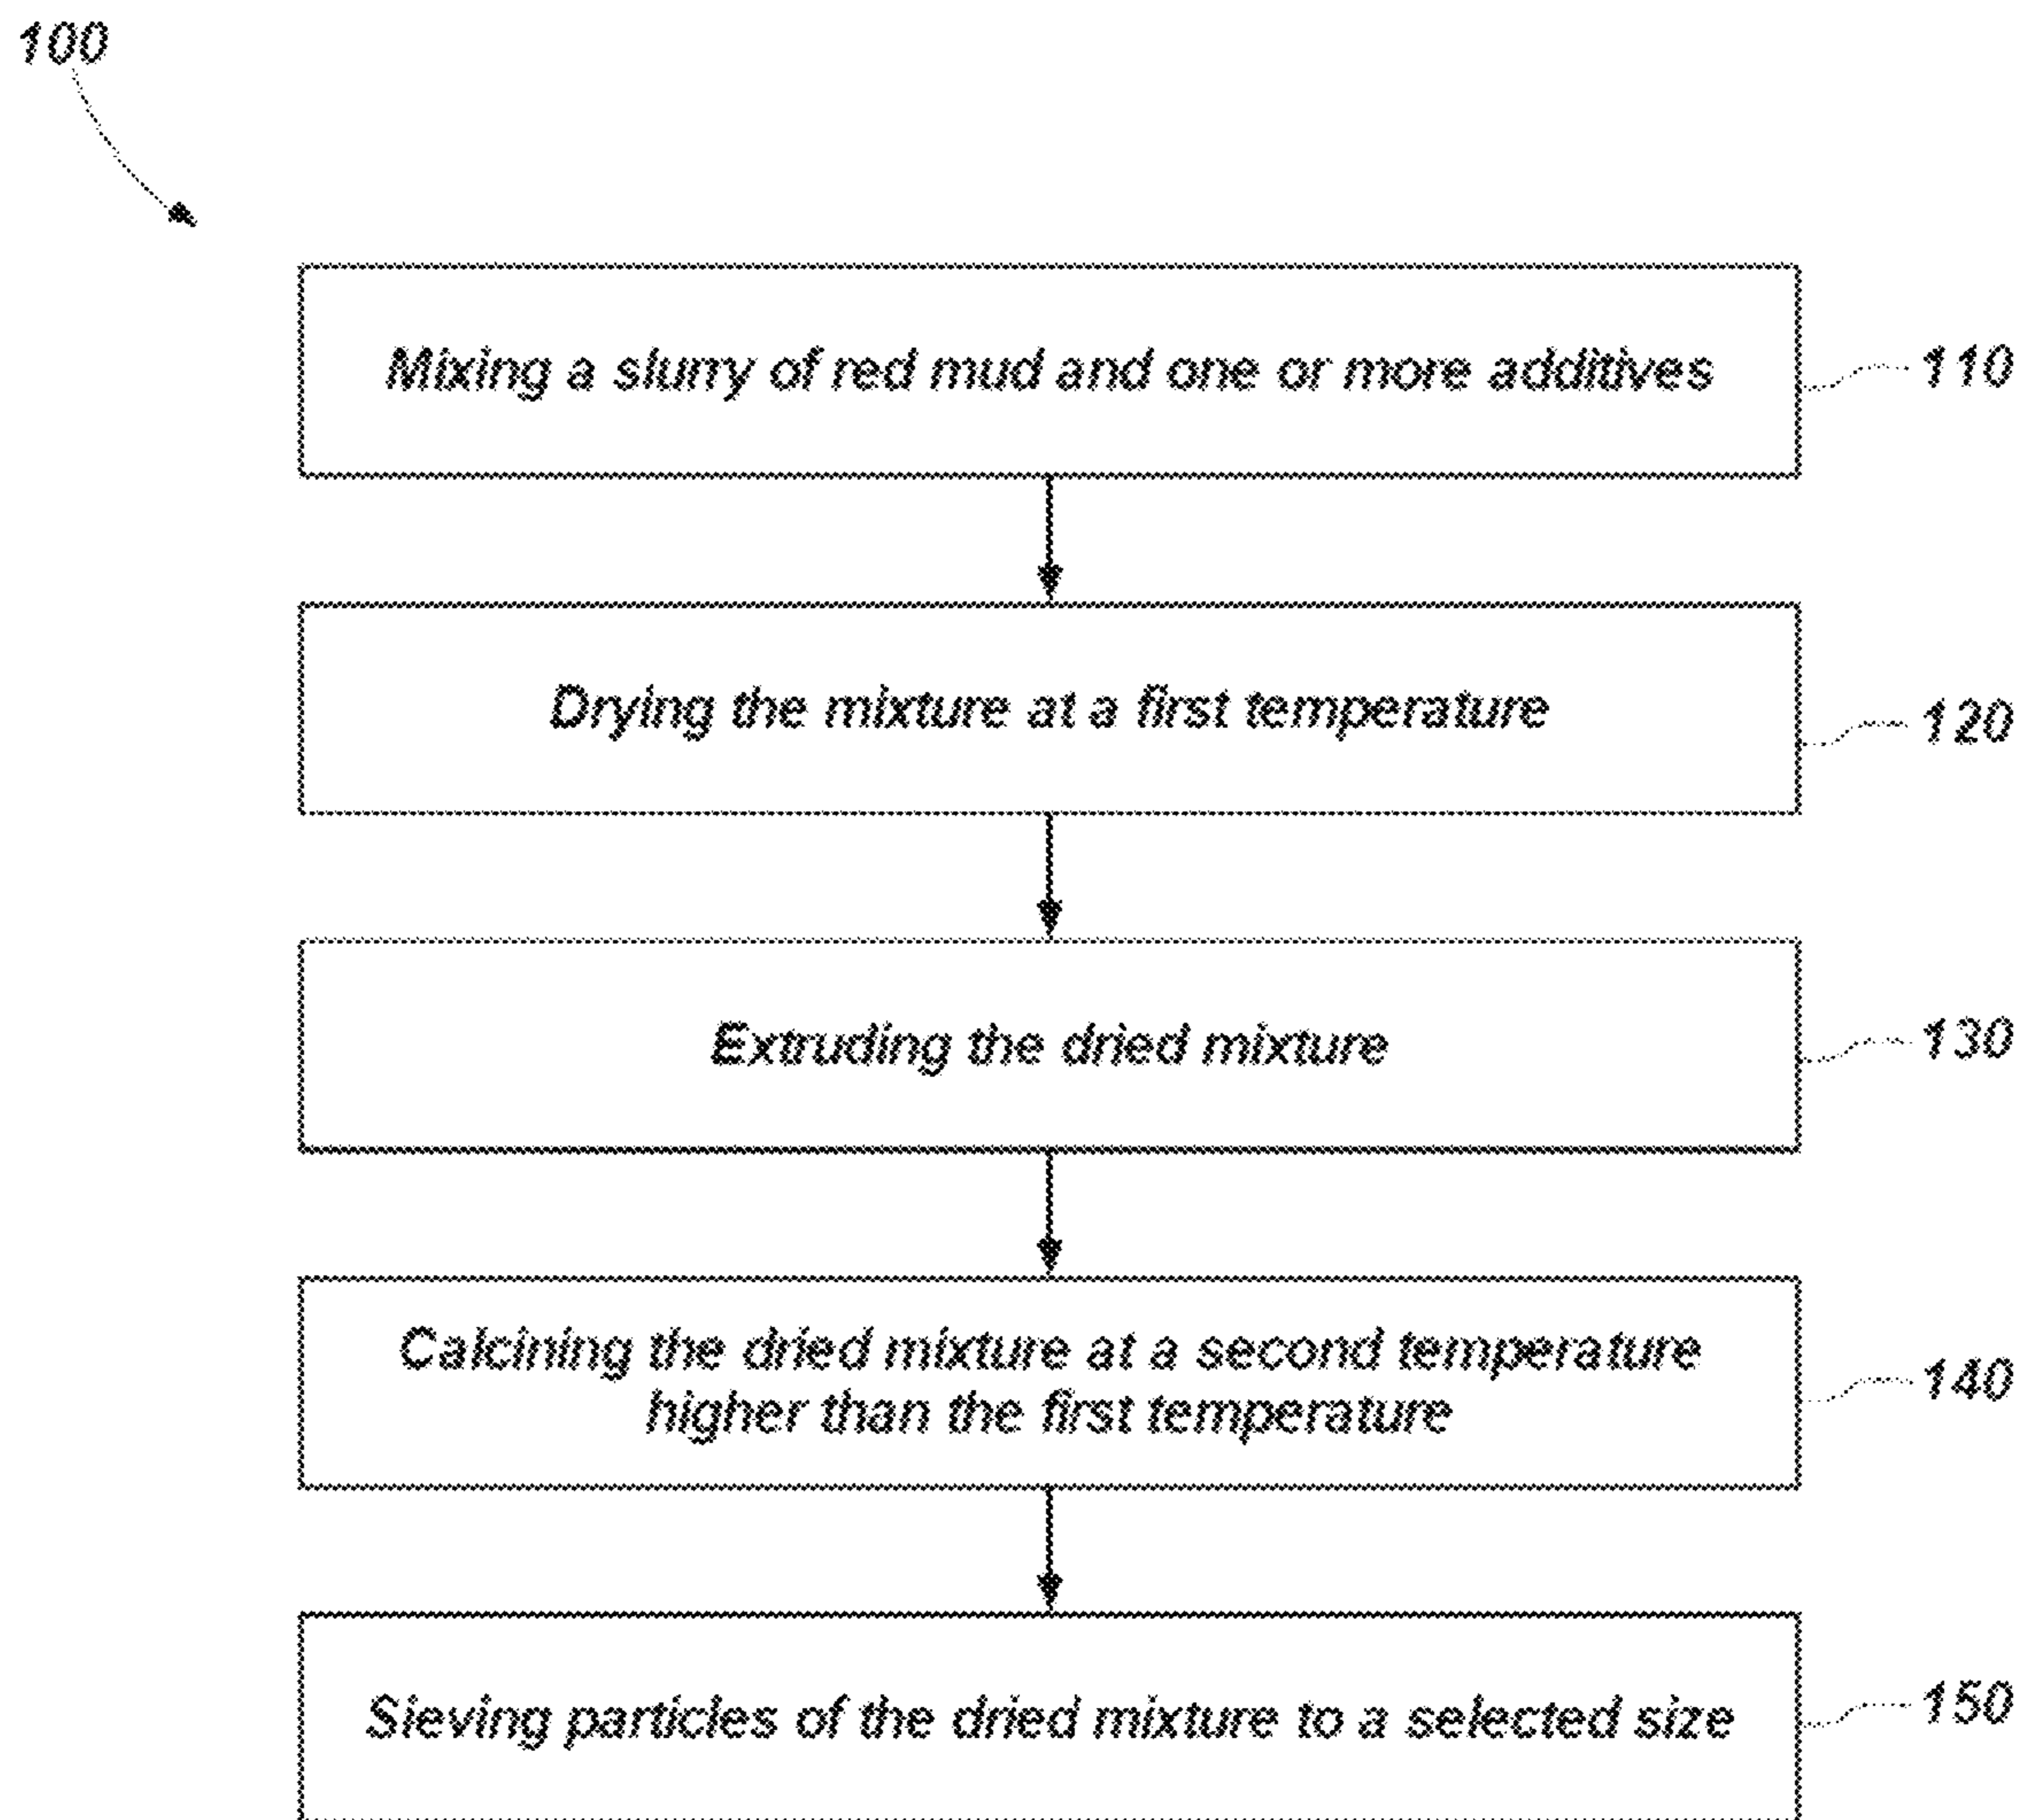 100
Mixing a slurry of red mud and one or more additives
110
Drying the mixture at a first temperature
120
Extruding the dried mixture
130
Calcining the dried mixture at a second temperature
higher than the first temperature
140
Sieving particles of the dried mixture to a selected size
150